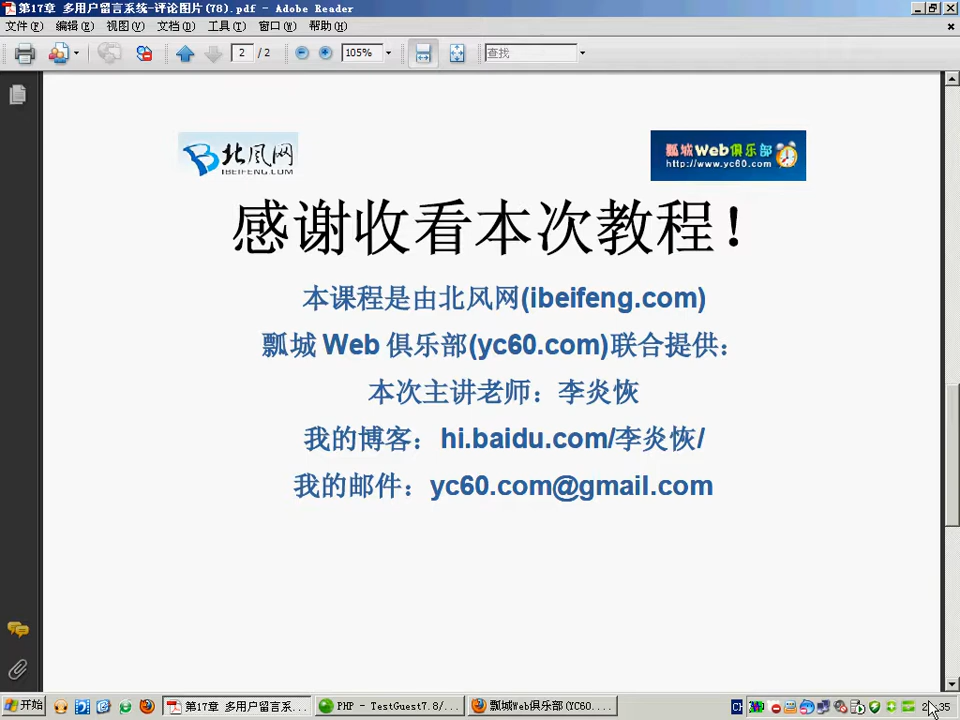 第17章 多用户留言系统-评论图片(78).pdf - Adobe Reader
文件(F) 编辑(E) 视图(V) 文档(D) 工具(T) 窗口(W) 帮助(H)
2 / 2 105% 查找
北风网 瓢城Web俱乐部
IBEIFENG.COM http://www.yc60.com
感谢收看本次教程！
本课程是由北风网(ibeifeng.com)
瓢城 Web 俱乐部(yc60.com)联合提供：
本次主讲老师：李炎恢
我的博客：hi.baidu.com/李炎恢/
我的邮件：yc60.com@gmail.com
开始 第17章 多用户留言系... PHP - TestGuest7.8/... 瓢城Web俱乐部(YC60.... CH